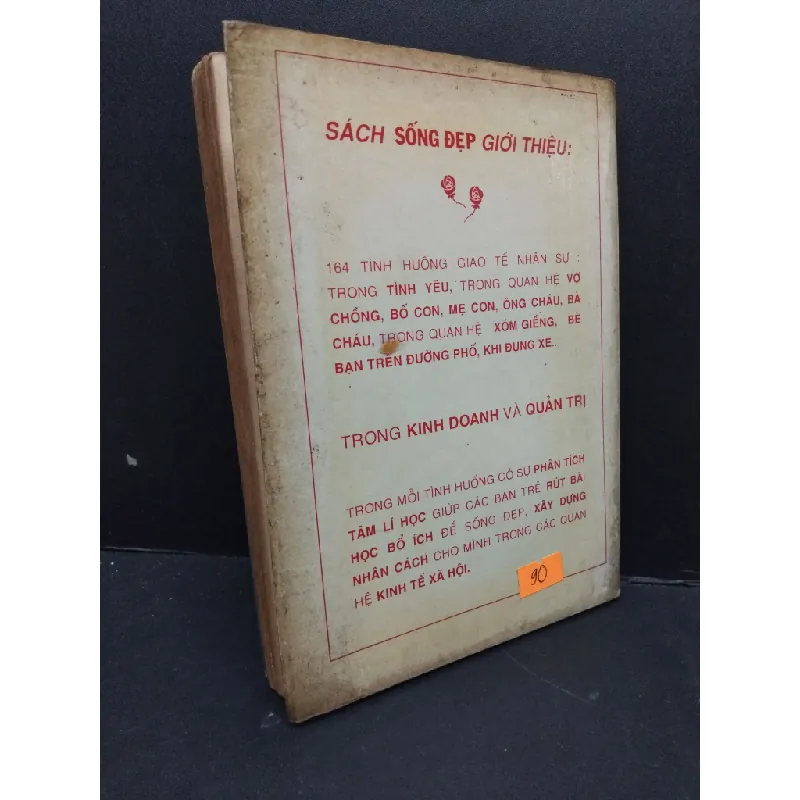 SÁCH SỐNG ĐẸP GIỚI THIỆU:
164 TÌNH HUỐNG GIAO TẾ NHÂN SỰ :
TRONG TÌNH YÊU, TRONG QUAN HỆ VỢ
CHỒNG, BỐ CON, MẸ CON, ÔNG CHÁU, BÀ
CHÁU, TRONG QUAN HỆ XÓM GIỀNG, BÈ
BẠN TRÊN ĐƯỜNG PHỐ, KHI ĐỤNG XE..
TRONG KINH DOANH VÀ QUẢN TRỊ
TRONG MỖI TÌNH HUỐNG CÓ SỰ PHÂN TÍCH
TÂM LÍ HỌC GIÚP CÁC BẠN TRẺ RÚT BÀI
HỌC BỔ ÍCH ĐỂ SỐNG ĐẸP, XÂY DỰNG
NHÂN CÁCH CHO MÌNH TRONG CÁC QUAN
HỆ KINH TẾ XÃ HỘI.
90